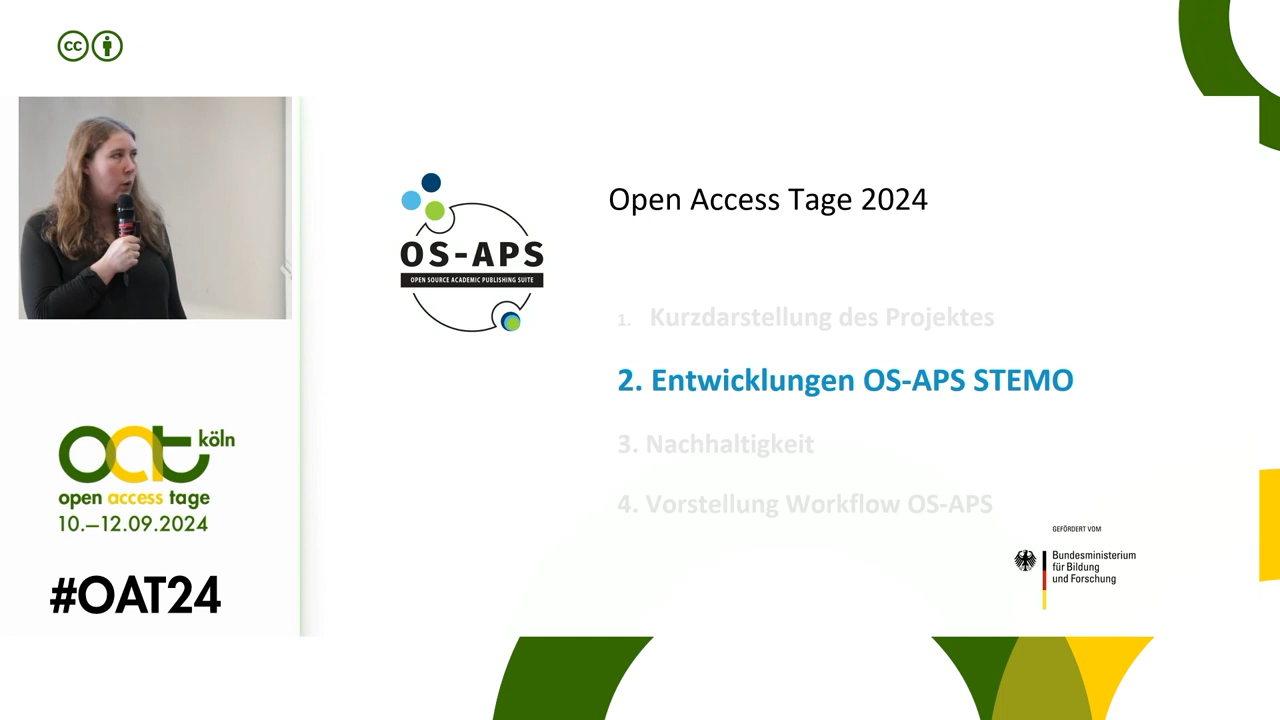 cc
Open Access Tage 2024
OS-APS
OPEN SOURCE ACADEMIC PUBLISHING SUITE
1. Kurzdarstellung des Projektes
2. Entwicklungen OS-APS STEMO
3. Nachhaltigkeit
4. Vorstellung Workflow OS-APS
oat köln
open access tage
10.–12.09.2024
#OAT24
GEFÖRDERT VOM
Bundesministerium
für Bildung
und Forschung